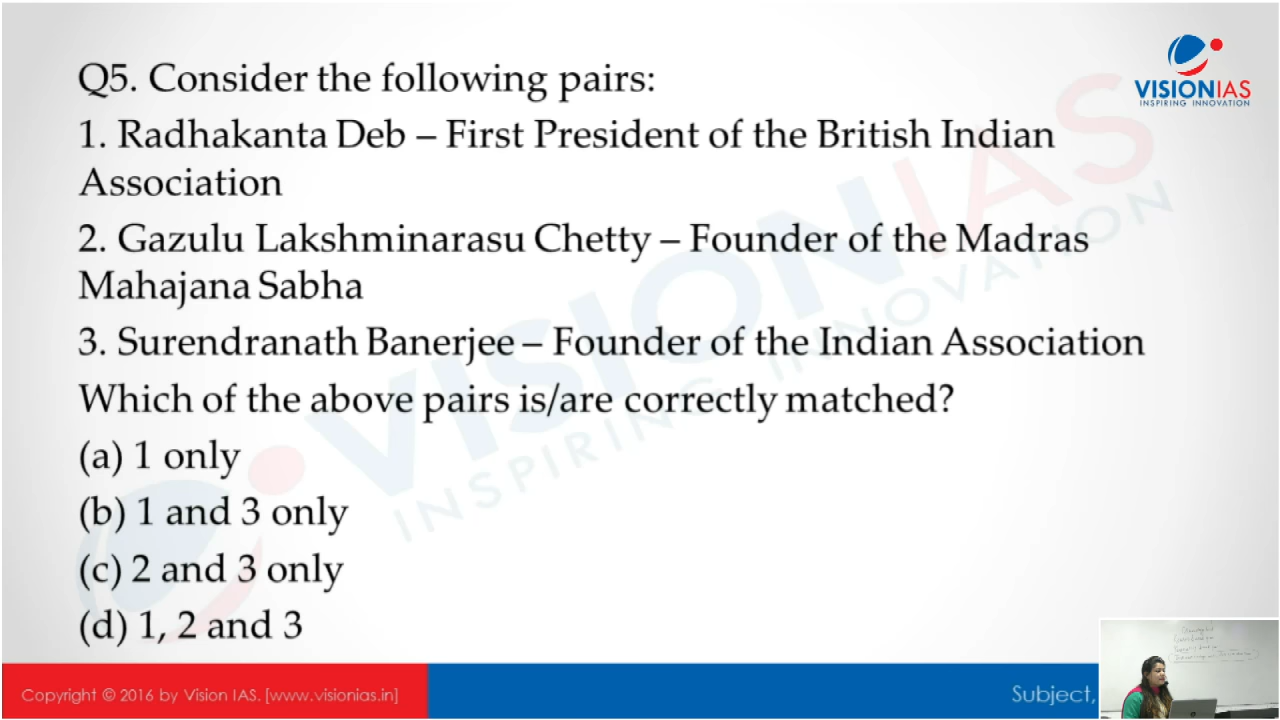 VISIONIAS
INSPIRING INNOVATION
Q5. Consider the following pairs:
1. Radhakanta Deb – First President of the British Indian
Association
2. Gazulu Lakshminarasu Chetty – Founder of the Madras
Mahajana Sabha
3. Surendranath Banerjee – Founder of the Indian Association
Which of the above pairs is/are correctly matched?
(a) 1 only
(b) 1 and 3 only
(c) 2 and 3 only
(d) 1, 2 and 3
VISIONIAS
INSPIRING INNOVATION
Copyright © 2016 by Vision IAS. [www.visionias.in]
Subject,